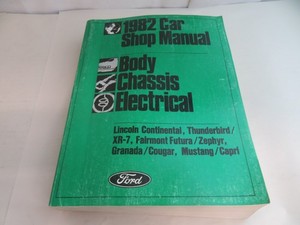 1982 Car
Shop Manual
Body
Chassis
Electrical
Lincoln Continental, Thunderbird/
XR-7, Fairmont Futura/Zephyr,
Granada/Cougar, Mustang/Capri
Ford